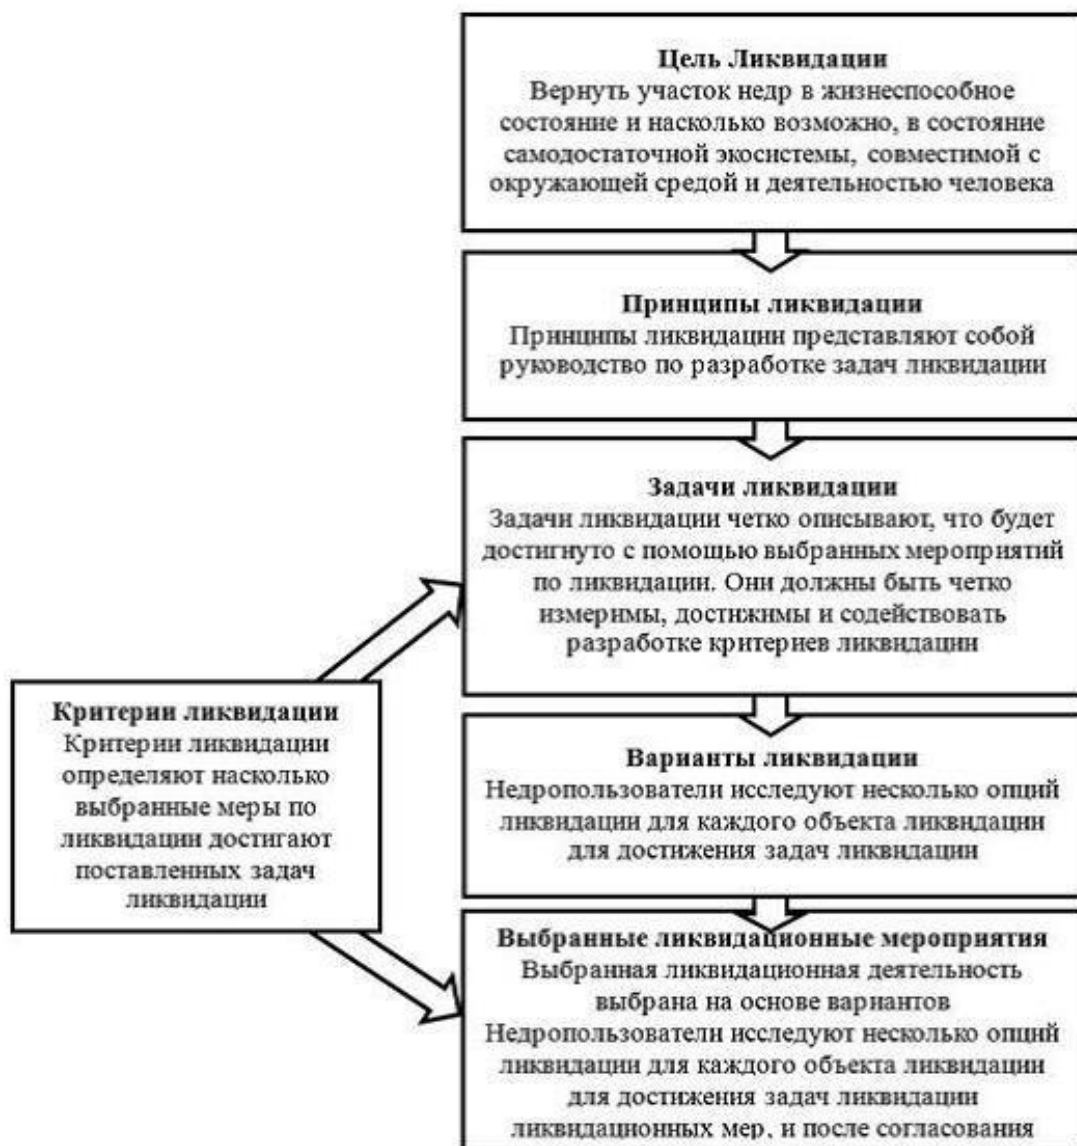 Цель Ликвидации
Вернуть участок недр в жизнеспособное
состояние и насколько возможно, в состояние
самодостаточной экосистемы, совместимой с
окружающей средой и деятельностью человека
Принципы ликвидации
Принципы ликвидации представляют собой
руководство по разработке задач ликвидации
Задачи ликвидации
Задачи ликвидации четко описывают, что будет
достигнуто с помощью выбранных мероприятий
по ликвидации. Они должны быть четко
измеримы, достижимы и содействовать
разработке критериев ликвидации
Критерии ликвидации
Критерии ликвидации
определяют насколько
выбранные меры по
ликвидации достигают
поставленных задач
ликвидации
Варианты ликвидации
Недропользователи исследуют несколько опций
ликвидации для каждого объекта ликвидации
для достижения задач ликвидации
Выбранные ликвидационные мероприятия
Выбранная ликвидационная деятельность
выбрана на основе вариантов
Недропользователи исследуют несколько опций
ликвидации для каждого объекта ликвидации
для достижения задач ликвидации
ликвидационных мер, и после согласования